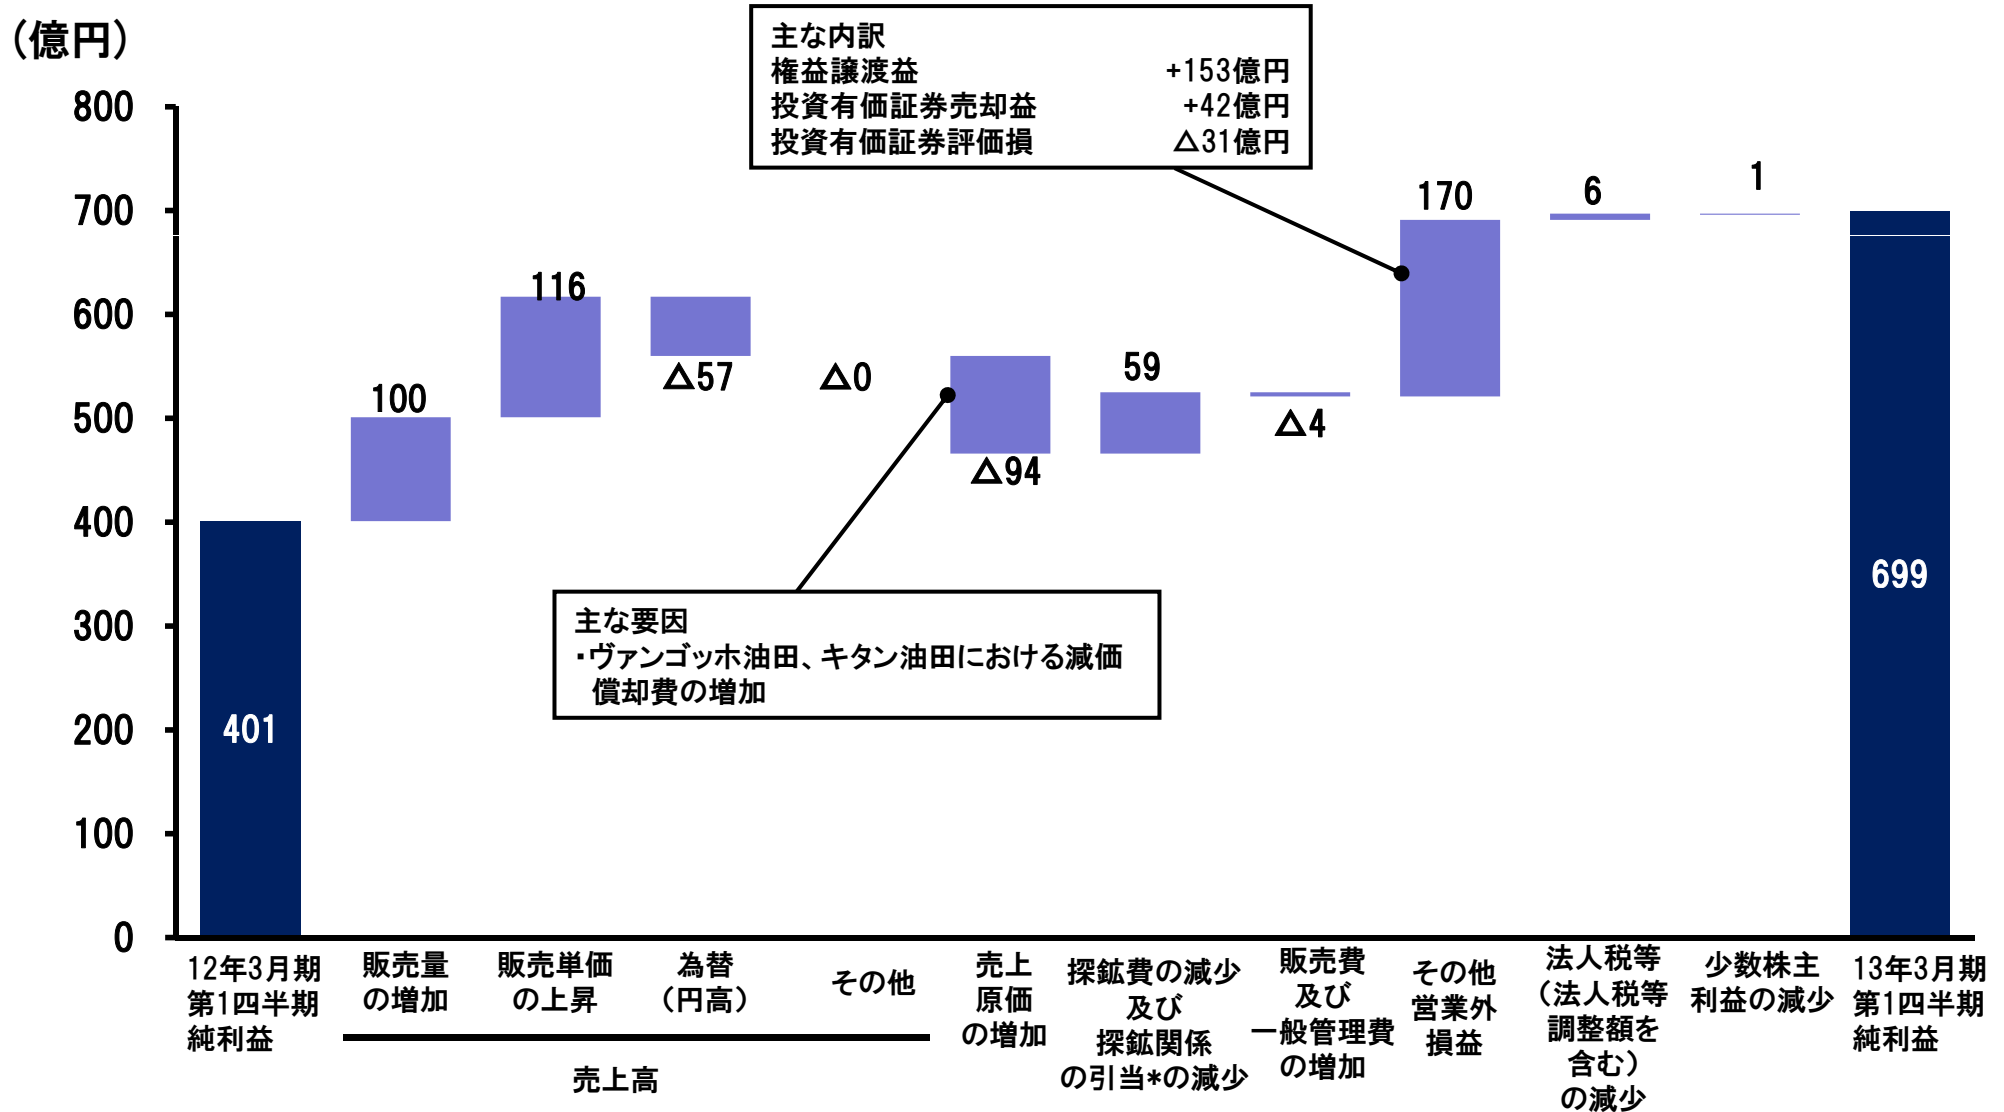 (億円)
主な内訳
権益譲渡益 +153億円
投資有価証券売却益 +42億円
投資有価証券評価損 △31億円
800
700
600
500
400
300
200
100
0
401
100
116
△57
△0
△94
59
△4
170
6
1
699
主な要因
・ヴァンゴッホ油田、キタン油田における減価
償却費の増加
12年3月期
第1四半期
純利益
販売量
の増加
販売単価
の上昇
為替
(円高)
その他
売上高
売上
原価
の増加
探鉱費の減少
及び
探鉱関係
の引当*の減少
販売費
及び
一般管理費
の増加
その他
営業外
損益
法人税等
(法人税等
調整額を
含む)
の減少
少数株主
利益の減少
13年3月期
第1四半期
純利益